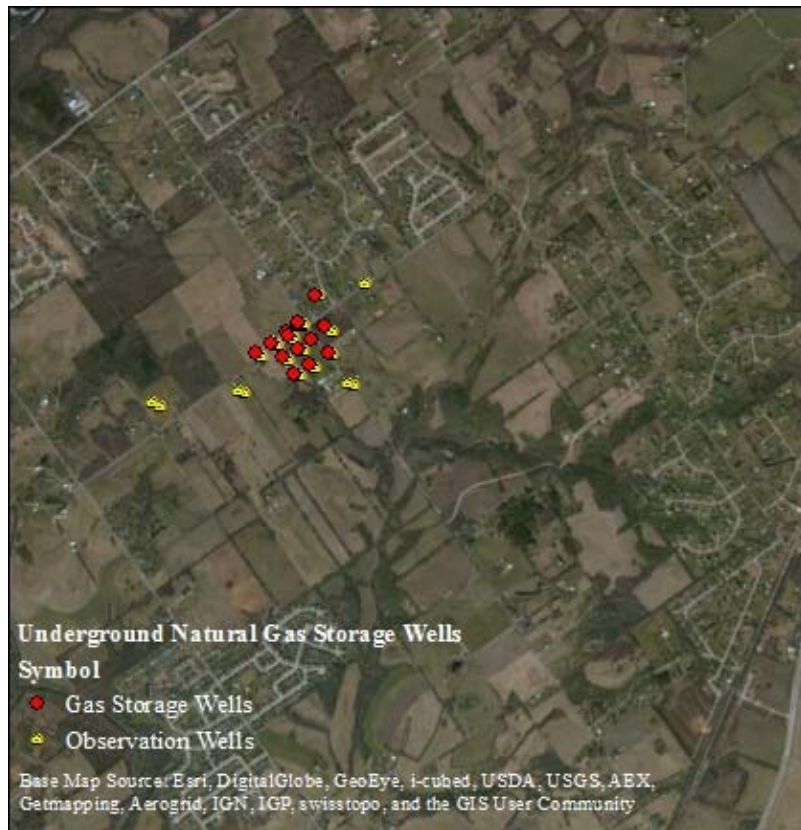 Underground Natural Gas Storage Wells
Symbol
Gas Storage Wells
Observation Wells
Base Map Source: Esri, DigitalGlobe, GeoEye, i-cubed, USDA, USGS, AEX,
Getmapping, Aerogrid, IGN, IGP, swisstopo, and the GIS User Community